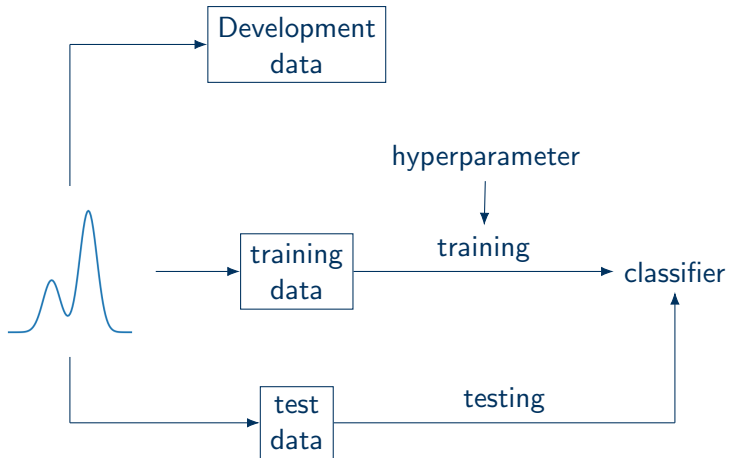 Development
data
hyperparameter
training
training
data
classifier
testing
test
data